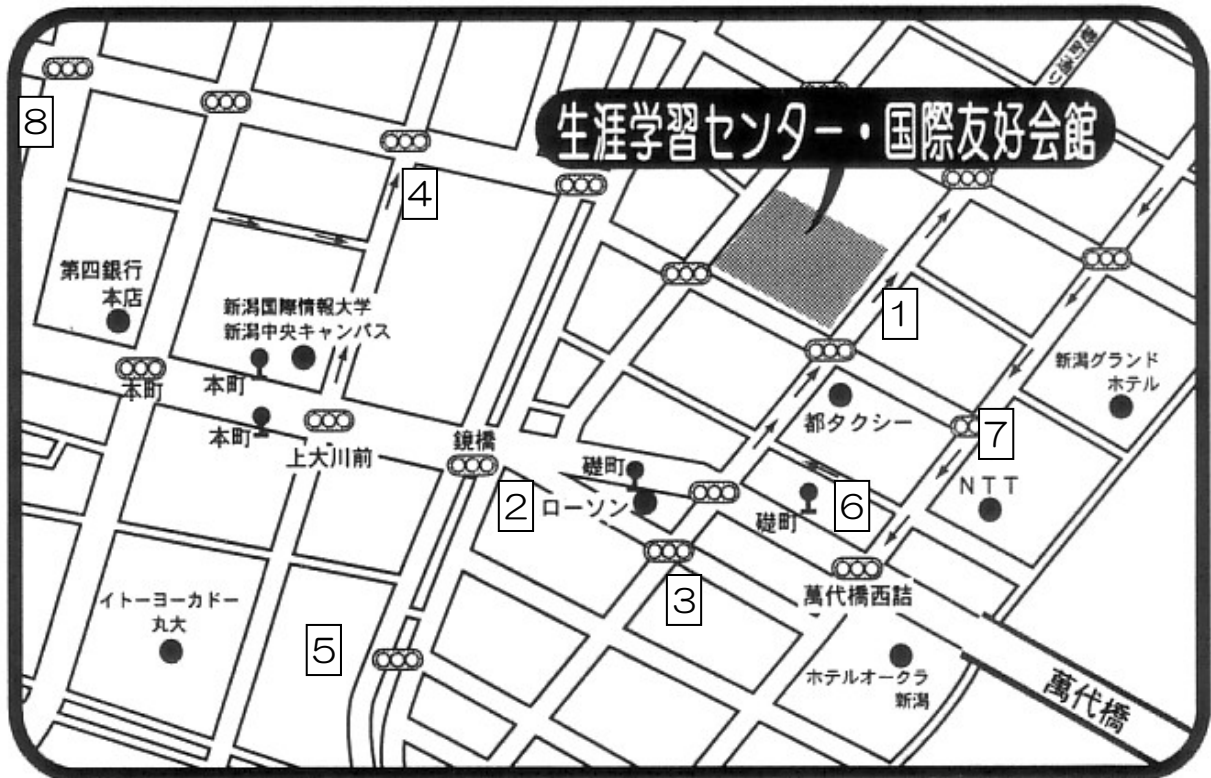 8
生涯学習センター・国際友好会館
4
第四銀行
本店
新潟国際情報大学
新潟中央キャンパス
1
新潟グランド
ホテル
本町
本町
本町
上大川前
鏡橋
都タクシー
7
NTT
礎町
2
ローソン
礎町
6
3
萬代橋西詰
イトーヨーカドー
丸大
5
ホテルオークラ
新潟
萬代橋